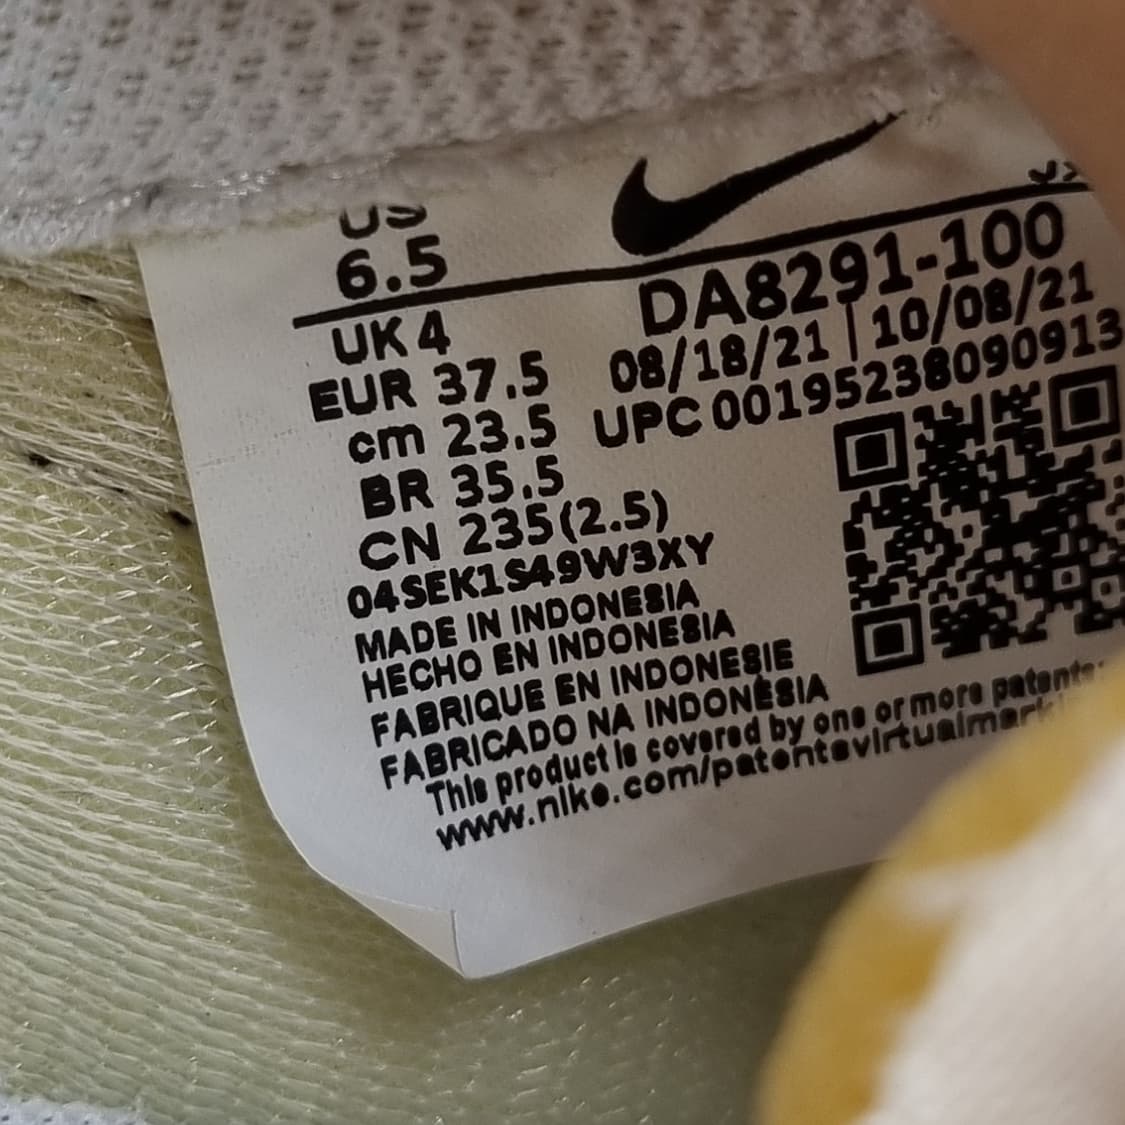 US
6.5
UK 4
EUR 37.5
cm 23.5
BR 35.5
CN 235(2.5)
DA8291-100
08/18/21 | 10/08/21
UPC 00195238090913
04SEK1S49W3XY
MADE IN INDONESIA
HECHO EN INDONESIA
FABRIQUE EN INDONESIE
FABRICADO NA INDONÉSIA
This product is covered by one or more patents
www.nike.com/patentsvirtualmark